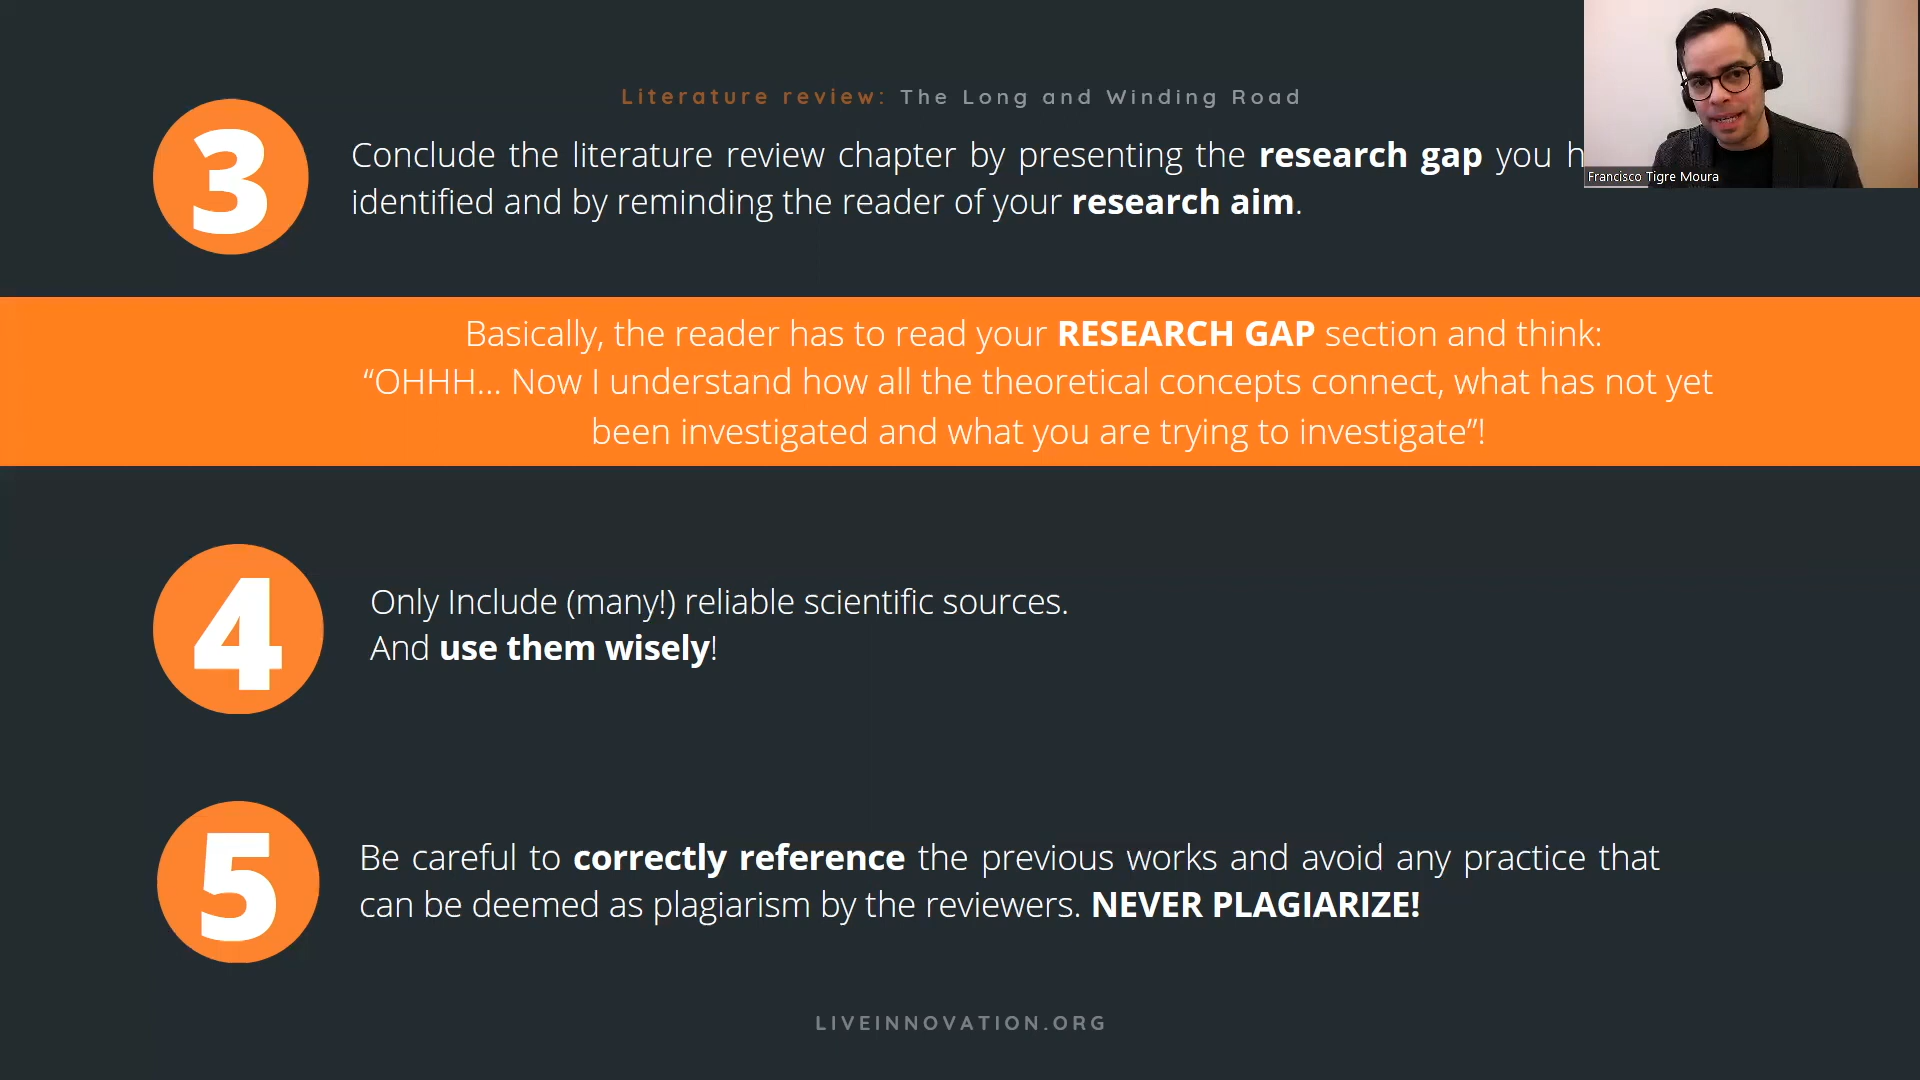 Literature review: The Long and Winding Road
3
Conclude the literature review chapter by presenting the research gap you
identified and by reminding the reader of your research aim.
Francisco Tigre Moura
Basically, the reader has to read your RESEARCH GAP section and think:
“OHHH... Now I understand how all the theoretical concepts connect, what has not yet
been investigated and what you are trying to investigate”!
4
Only Include (many!) reliable scientific sources.
And use them wisely!
5
Be careful to correctly reference the previous works and avoid any practice that
can be deemed as plagiarism by the reviewers. NEVER PLAGIARIZE!
LIVEINNOVATION.ORG